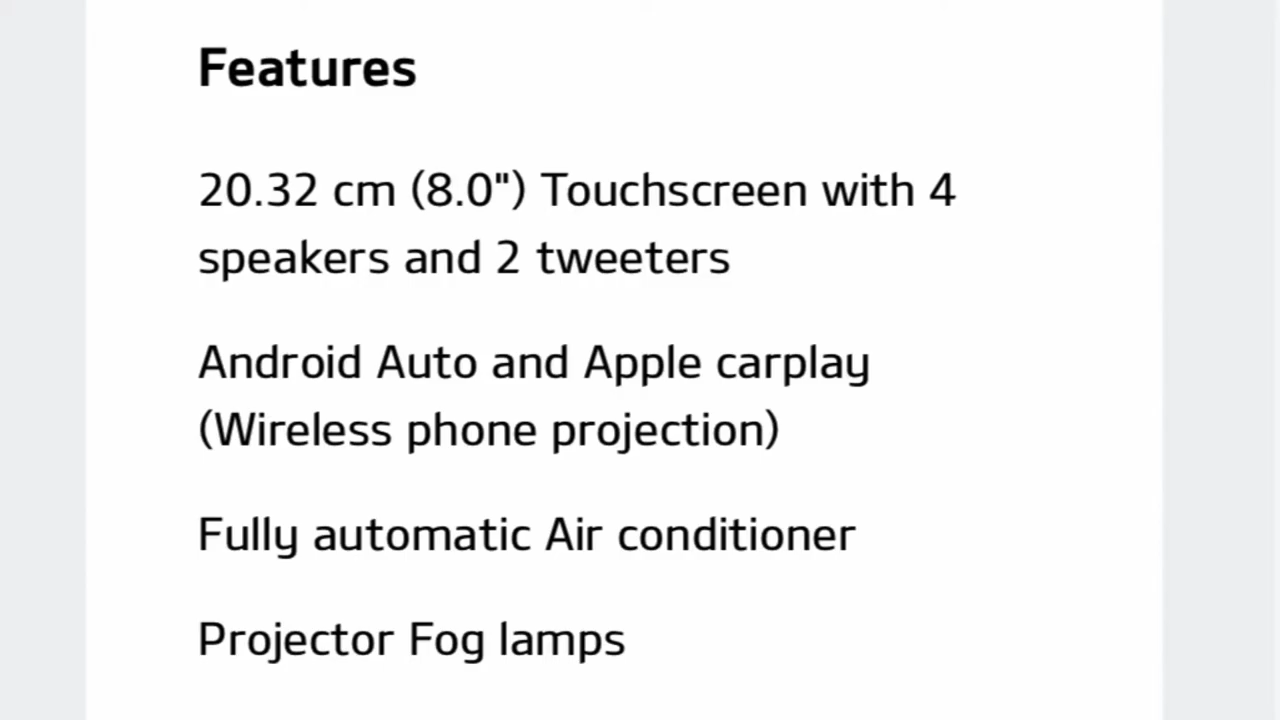 Features
20.32 cm (8.0") Touchscreen with 4
speakers and 2 tweeters
Android Auto and Apple carplay
(Wireless phone projection)
Fully automatic Air conditioner
Projector Fog lamps